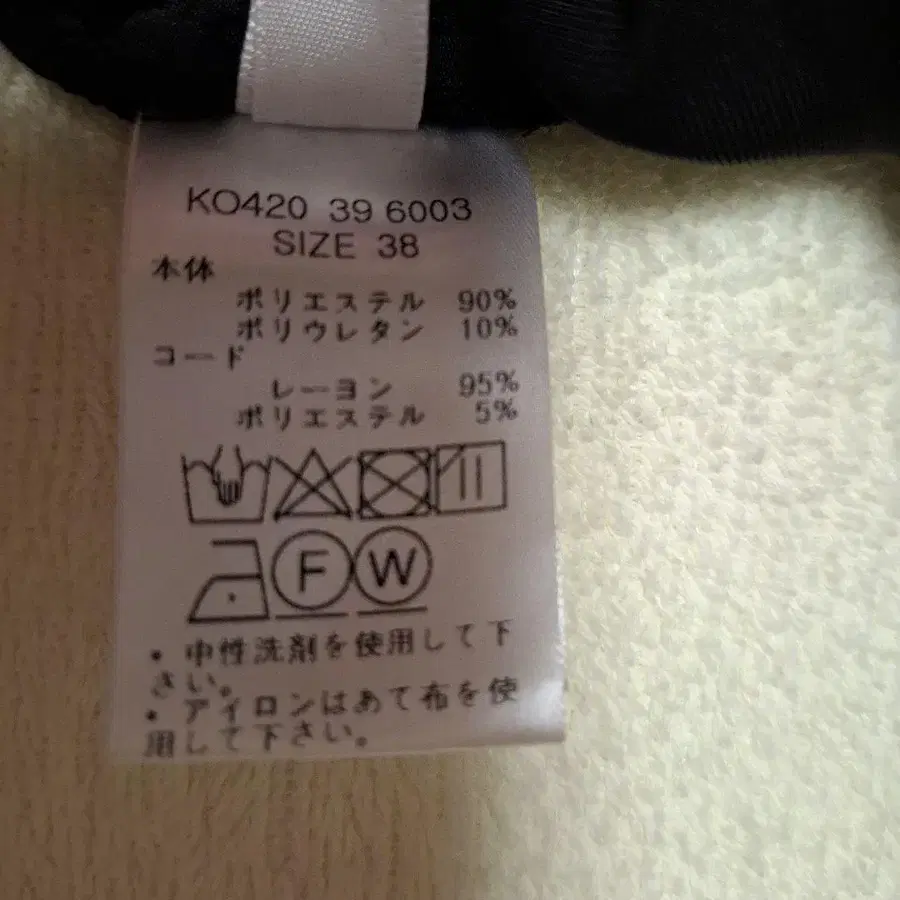 KO420 39 6003
SIZE 38
本体
ポリエステル 90%
ポリウレタン 10%
コード
レーヨン 95%
ポリエステル 5%
F W
・中性洗剤を使用して下
さい。
・アイロンはあて布を使
用して下さい。